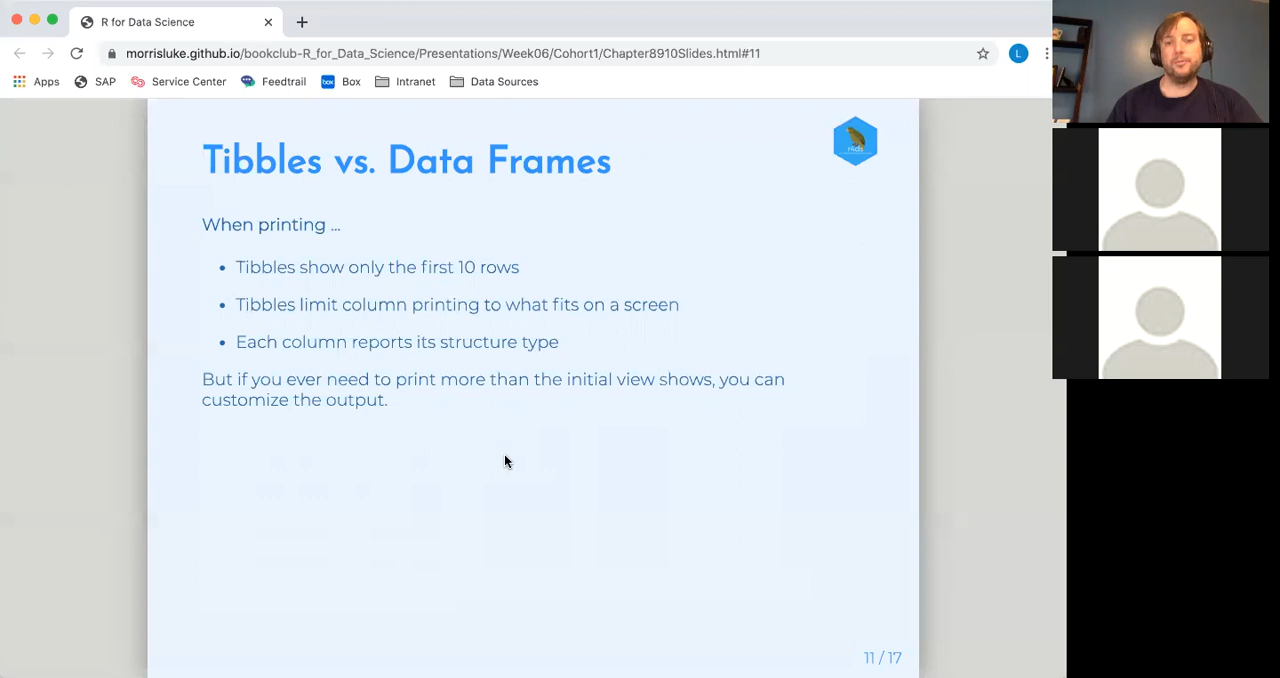 R for Data Science
morrisluke.github.io/bookclub-R_for_Data_Science/Presentations/Week06/Cohort1/Chapter8910Slides.html#11
L
Apps
SAP
Service Center
Feedtrail
box
Box
Intranet
Data Sources
Tibbles vs. Data Frames
r4ds
When printing ...
• Tibbles show only the first 10 rows
• Tibbles limit column printing to what fits on a screen
• Each column reports its structure type
But if you ever need to print more than the initial view shows, you can
customize the output.
11 / 17